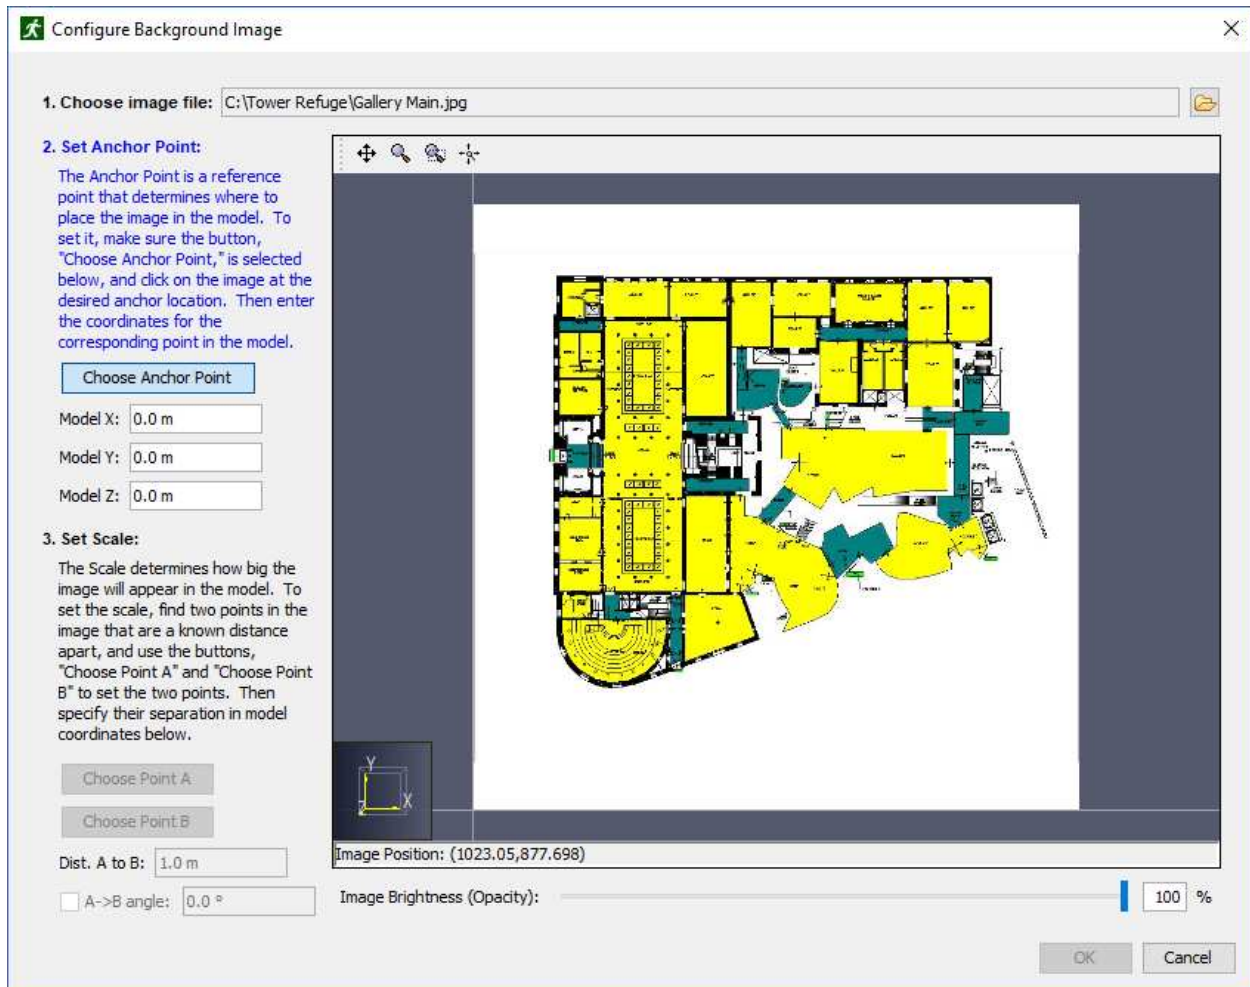 Configure Background Image
1. Choose image file: C:\Tower Refuge\Gallery Main.jpg
2. Set Anchor Point:
The Anchor Point is a reference
point that determines where to
place the image in the model. To
set it, make sure the button,
"Choose Anchor Point," is selected
below, and click on the image at the
desired anchor location. Then enter
the coordinates for the
corresponding point in the model.
Choose Anchor Point
Model X: 0.0 m
Model Y: 0.0 m
Model Z: 0.0 m
3. Set Scale:
The Scale determines how big the
image will appear in the model. To
set the scale, find two points in the
image that are a known distance
apart, and use the buttons,
"Choose Point A" and "Choose Point
B" to set the two points. Then
specify their separation in model
coordinates below.
Choose Point A
Choose Point B
Dist. A to B: 1.0 m
A->B angle: 0.0 °
Y
Z X
Image Position: (1023.05,877.698)
Image Brightness (Opacity): 100 %
OK Cancel